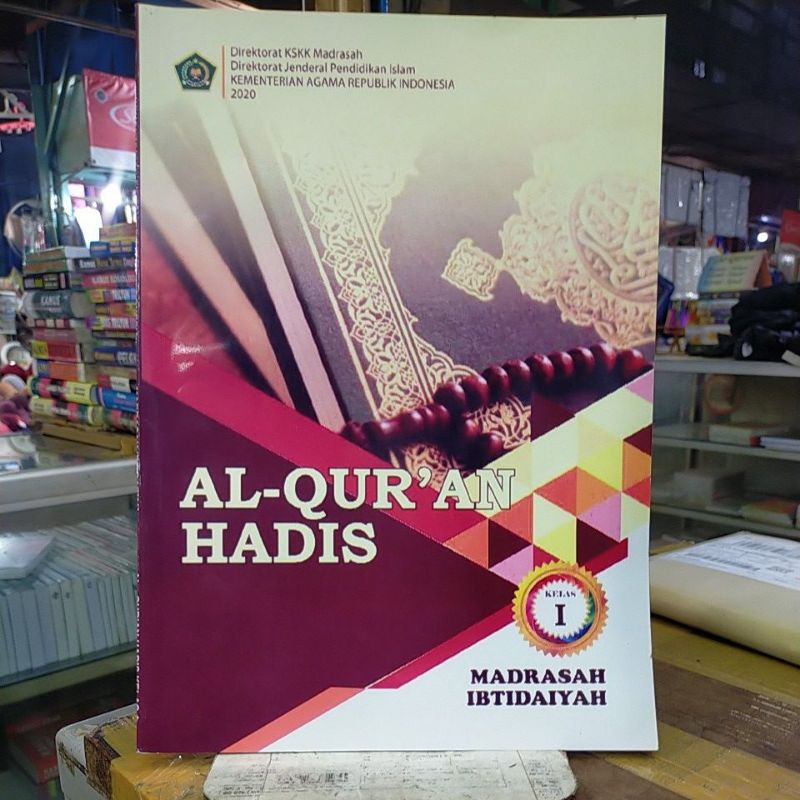 Direktorat KSKK Madrasah
Direktorat Jenderal Pendidikan Islam
KEMENTERIAN AGAMA REPUBLIK INDONESIA
2020
AL-QUR'AN
HADIS
KELAS
I
MADRASAH
IBTIDAIYAH
KAMUS